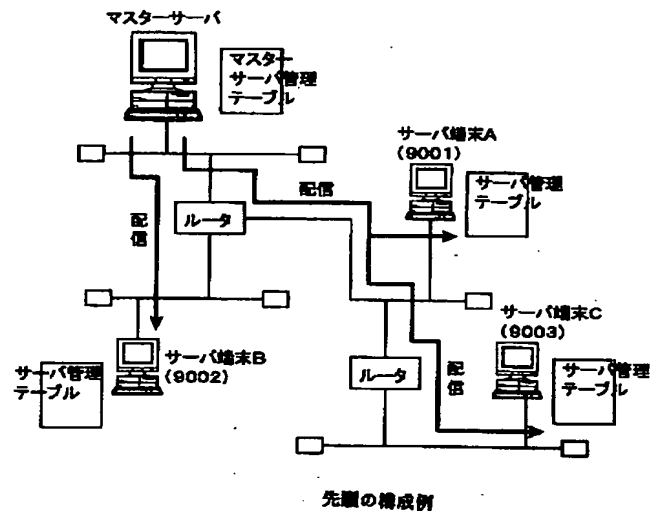 マスターサーバ
マスター
サーバ管理
テーブル
サーバ端末A
(9001)
サーバ管理
テーブル
配信
配信
ルータ
サーバ端末B
(9002)
サーバ管理
テーブル
サーバ端末C
(9003)
サーバ管理
テーブル
ルータ
配信
先願の構成例